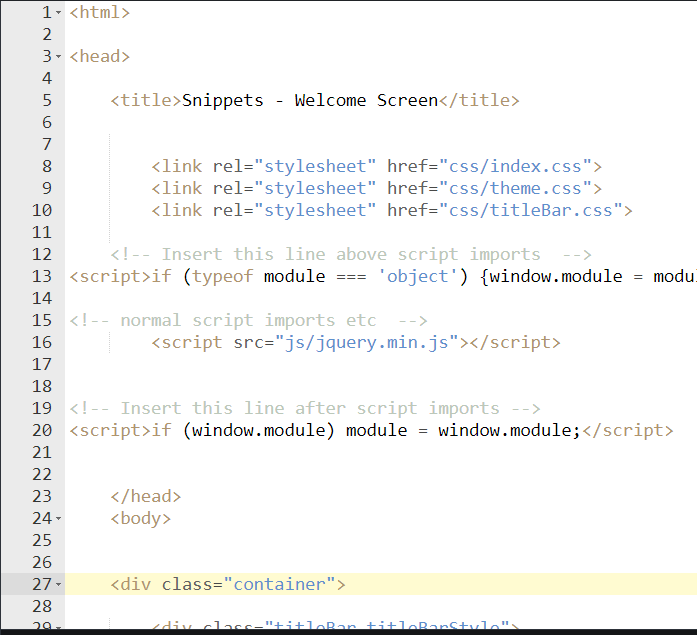 1 <html>
2
3 <head>
4
5 <title>Snippets - Welcome Screen</title>
6
7
8 <link rel="stylesheet" href="css/index.css">
9 <link rel="stylesheet" href="css/theme.css">
10 <link rel="stylesheet" href="css/titleBar.css">
11
12 <!-- Insert this line above script imports  -->
13 <script>if (typeof module === 'object') {window.module = modu
14
15 <!-- normal script imports etc  -->
16 <script src="js/jquery.min.js"></script>
17
18
19 <!-- Insert this line after script imports -->
20 <script>if (window.module) module = window.module;</script>
21
22
23 </head>
24 <body>
25
26
27 <div class="container">
28
29 <div class="titleBar titleBarStyle">